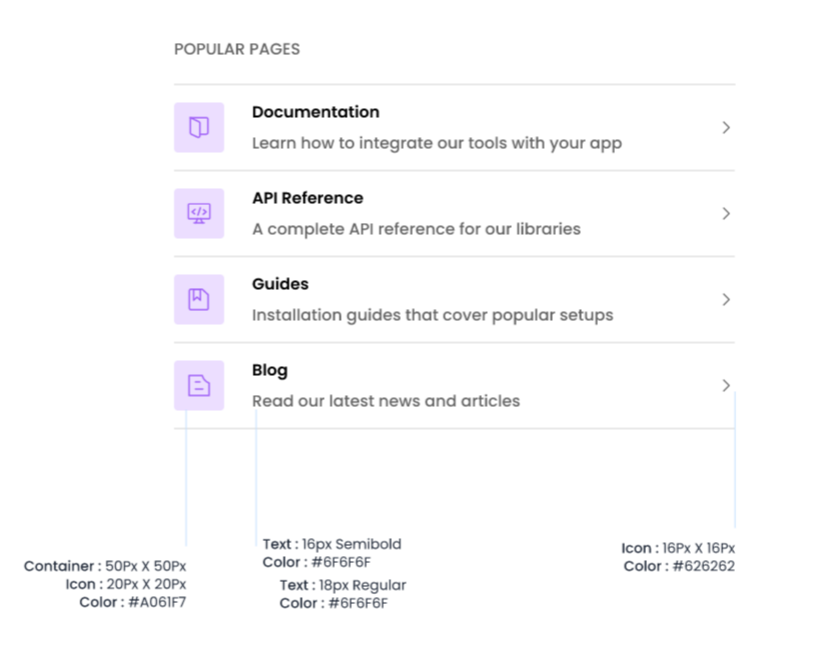 POPULAR PAGES
Documentation
Learn how to integrate our tools with your app
</>
API Reference
A complete API reference for our libraries
Guides
Installation guides that cover popular setups
Blog
Read our latest news and articles
Container : 50Px X 50Px
Icon : 20Px X 20Px
Color : #A061F7
Text : 16px Semibold
Color : #6F6F6F
Text : 18px Regular
Color : #6F6F6F
Icon : 16Px X 16Px
Color : #626262